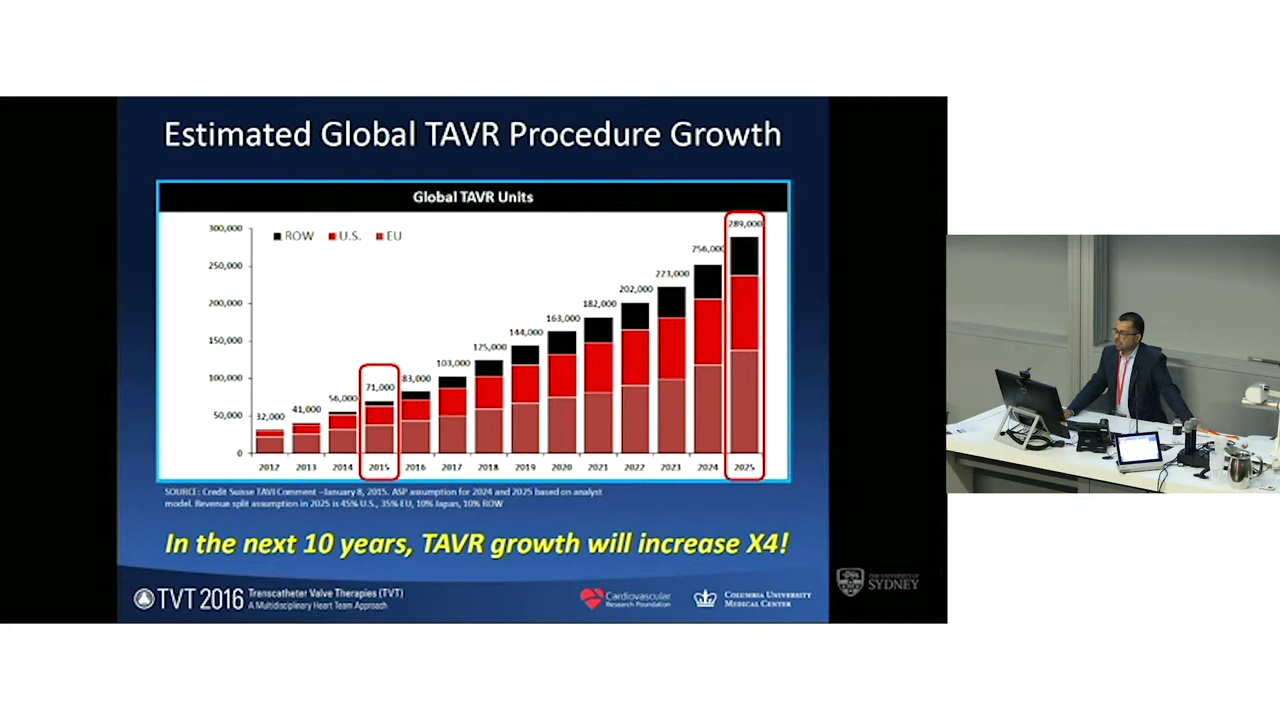 Estimated Global TAVR Procedure Growth
Global TAVR Units
ROW U.S. EU
300,000
250,000
200,000
150,000
100,000
50,000
0
32,000
41,000
56,000
71,000
83,000
103,000
125,000
144,000
163,000
182,000
202,000
223,000
256,000
289,000
2012 2013 2014 2015 2016 2017 2018 2019 2020 2021 2022 2023 2024 2025
SOURCE: Credit Suisse TAVI Comment –January 8, 2015. ASP assumption for 2024 and 2025 based on analyst
model. Revenue split assumption in 2025 is 45% U.S., 35% EU, 10% Japan, 10% ROW
In the next 10 years, TAVR growth will increase X4!
TVT 2016
Transcatheter Valve Therapies (TVT)
A Multidisciplinary Heart Team Approach
Cardiovascular
Research Foundation
COLUMBIA UNIVERSITY
MEDICAL CENTER
THE UNIVERSITY OF
SYDNEY